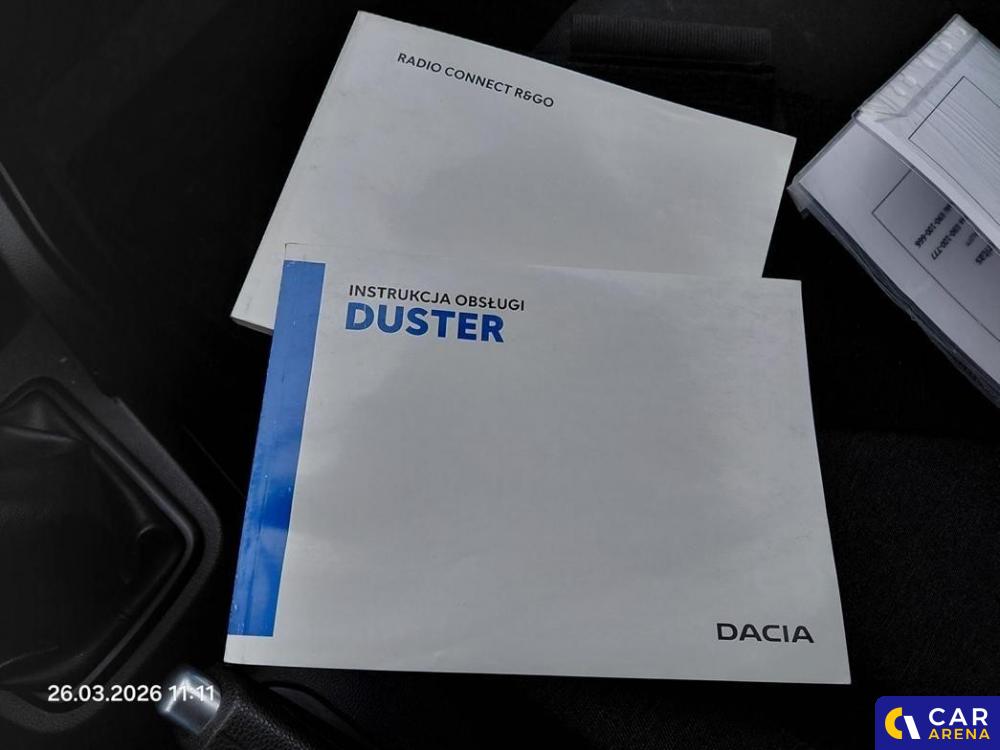 RADIO CONNECT R&GO
INSTRUKCJA OBSŁUGI
DUSTER
DACIA
26.03.2026 11:11
CAR
ARENA